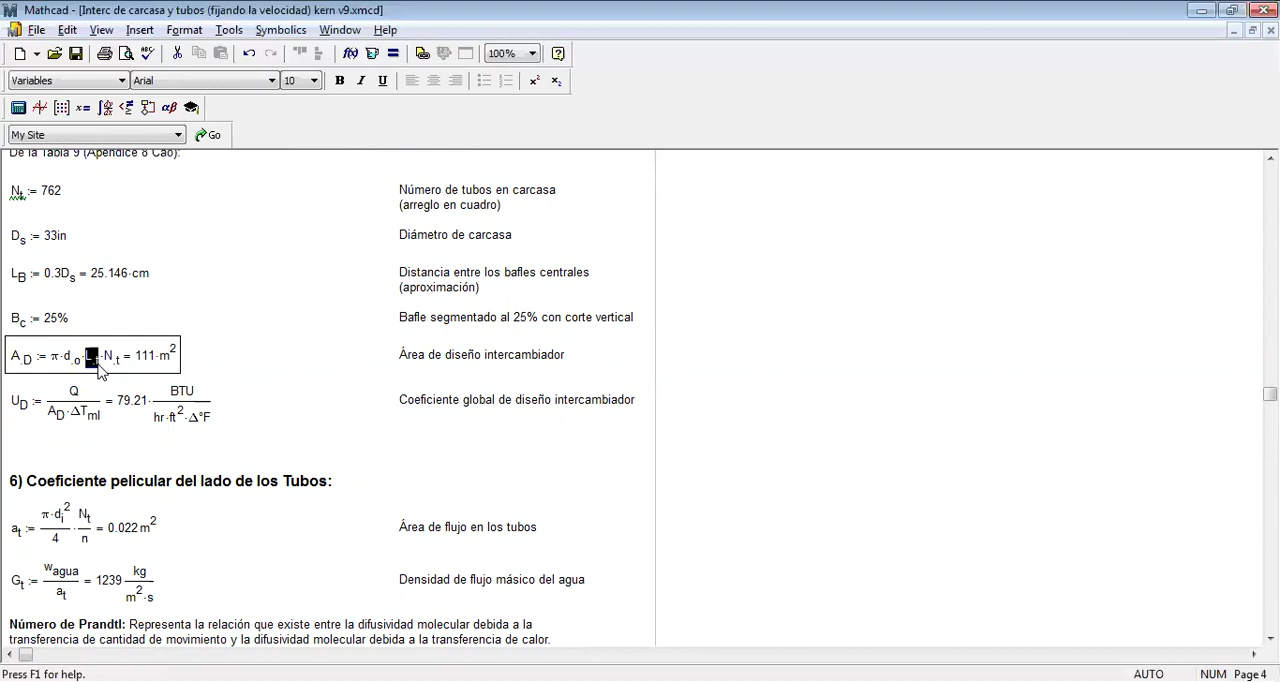 Mathcad - [Interc de carcasa y tubos (fijando la velocidad) kern v9.xmcd]
File Edit View Insert Format Tools Symbolics Window Help
100%
Variables Arial 10 B I U
My Site Go
De la Tabla 9 (Apéndice 8 Cao):
Nt := 762 Número de tubos en carcasa
(arreglo en cuadro)
Ds := 33in Diámetro de carcasa
LB := 0.3Ds = 25.146·cm Distancia entre los bafles centrales
(aproximación)
Bc := 25% Bafle segmentado al 25% con corte vertical
A.D := π·d.o·L.t·N.t = 111·m² Área de diseño intercambiador
UD := Q / (AD·ΔTml) = 79.21· BTU / (hr·ft²·Δ°F) Coeficiente global de diseño intercambiador
6) Coeficiente pelicular del lado de los Tubos:
at := π·di² / 4 · Nt / n = 0.022 m² Área de flujo en los tubos
Gt := wagua / at = 1239 kg / (m²·s) Densidad de flujo másico del agua
Número de Prandtl: Representa la relación que existe entre la difusividad molecular debida a la
transferencia de cantidad de movimiento y la difusividad molecular debida a la transferencia de calor.
Press F1 for help. AUTO NUM Page 4